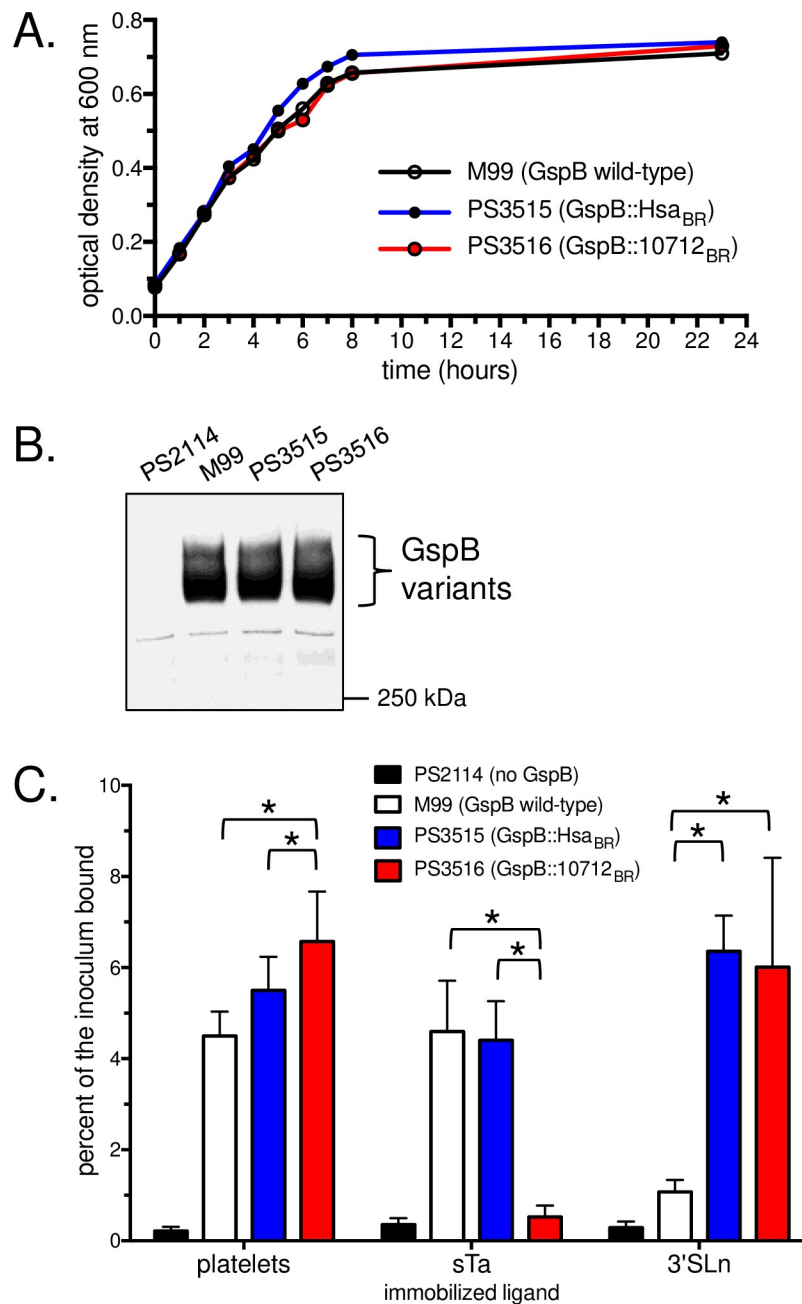 A.
0.8
0.6
0.4
0.2
0.0
optical density at 600 nm
M99 (GspB wild-type)
PS3515 (GspB::HsaBR)
PS3516 (GspB::10712BR)
0 2 4 6 8 10 12 14 16 18 20 22 24
time (hours)
B.
PS2114 M99 PS3515 PS3516
GspB
variants
250 kDa
C.
PS2114 (no GspB)
M99 (GspB wild-type)
PS3515 (GspB::HsaBR)
PS3516 (GspB::10712BR)
10
8
6
4
2
0
percent of the inoculum bound
* * * * * *
platelets sTa 3'SLn
immobilized ligand